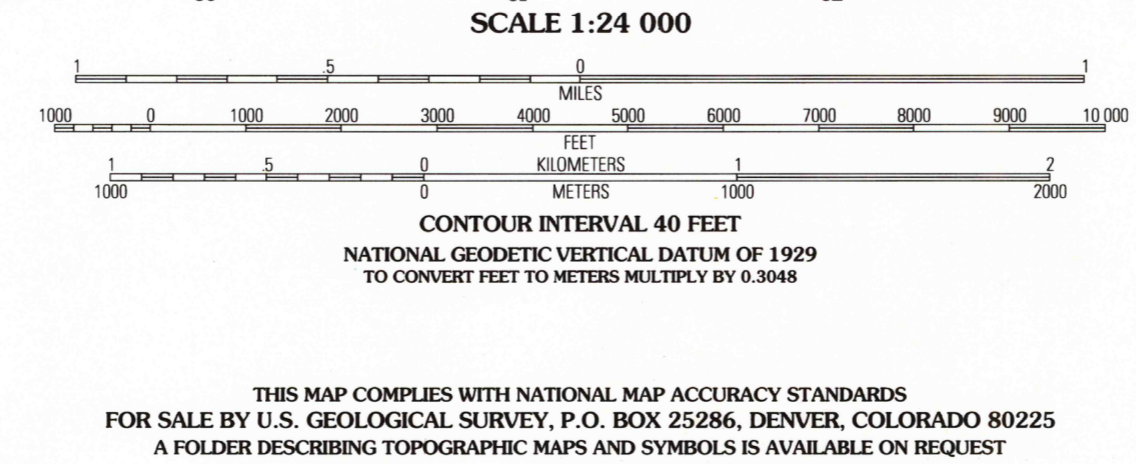 SCALE 1:24 000
1 .5 0 1
MILES
1000 0 1000 2000 3000 4000 5000 6000 7000 8000 9000 10 000
FEET
1 .5 0 KILOMETERS 1 2
1000 0 METERS 1000 2000
CONTOUR INTERVAL 40 FEET
NATIONAL GEODETIC VERTICAL DATUM OF 1929
TO CONVERT FEET TO METERS MULTIPLY BY 0.3048
THIS MAP COMPLIES WITH NATIONAL MAP ACCURACY STANDARDS
FOR SALE BY U.S. GEOLOGICAL SURVEY, P.O. BOX 25286, DENVER, COLORADO 80225
A FOLDER DESCRIBING TOPOGRAPHIC MAPS AND SYMBOLS IS AVAILABLE ON REQUEST